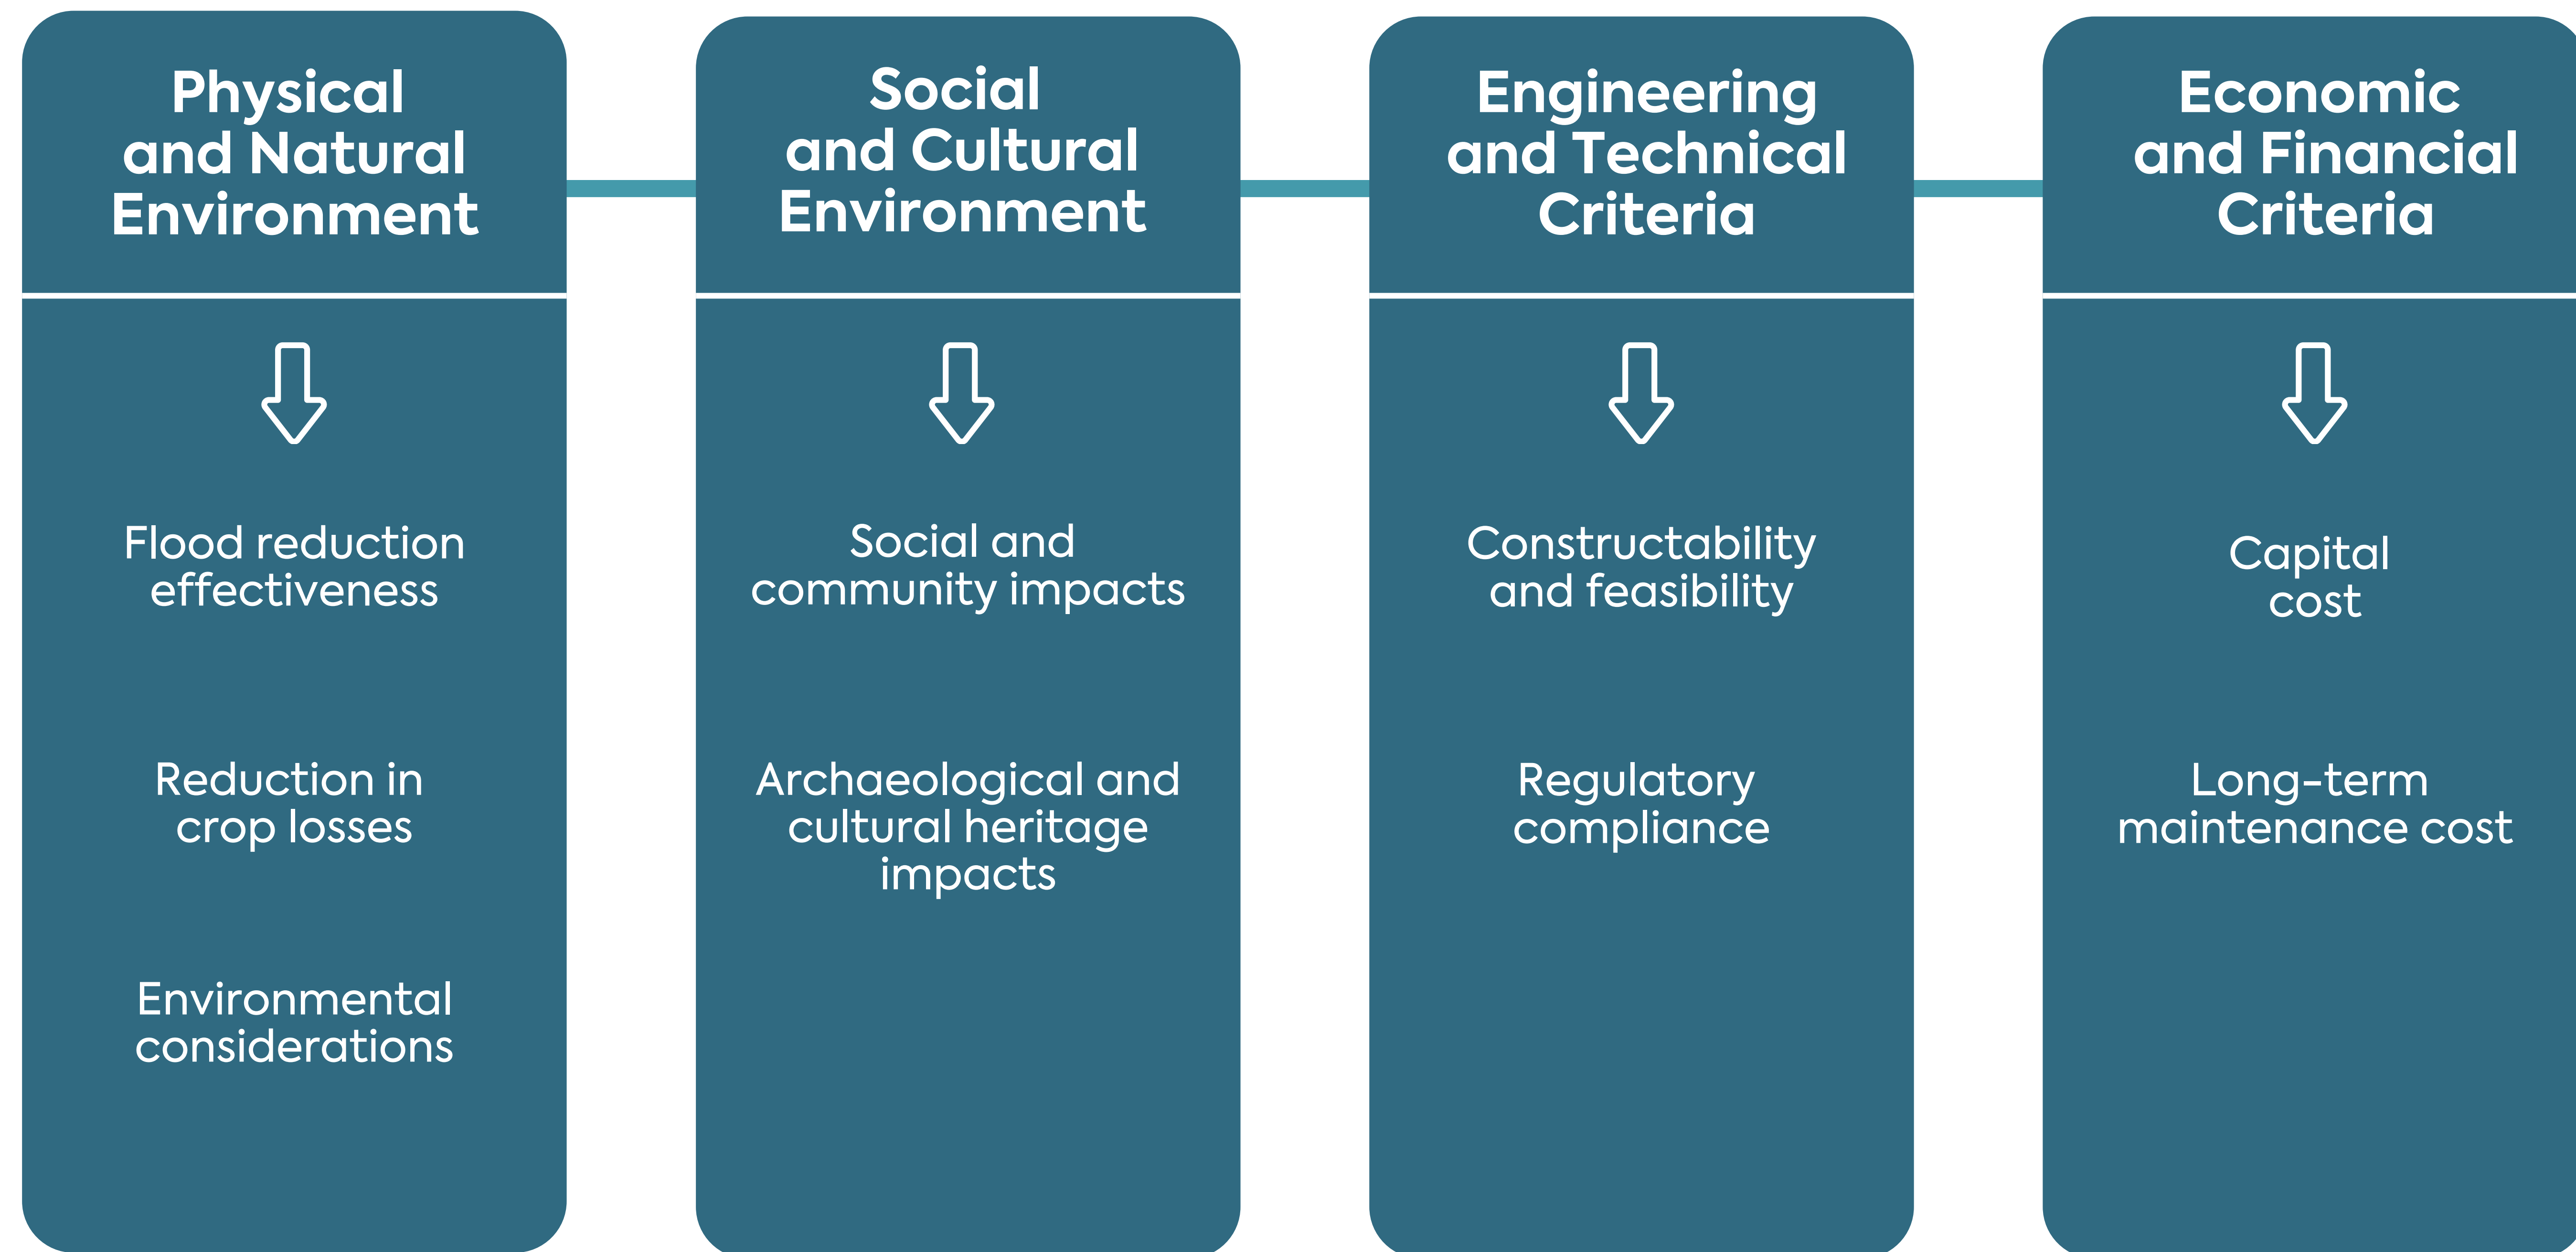 Physical
and Natural
Environment
Flood reduction
effectiveness
Reduction in
crop losses
Environmental
considerations
Social
and Cultural
Environment
Social and
community impacts
Archaeological and
cultural heritage
impacts
Engineering
and Technical
Criteria
Constructability
and feasibility
Regulatory
compliance
Economic
and Financial
Criteria
Capital
cost
Long-term
maintenance cost